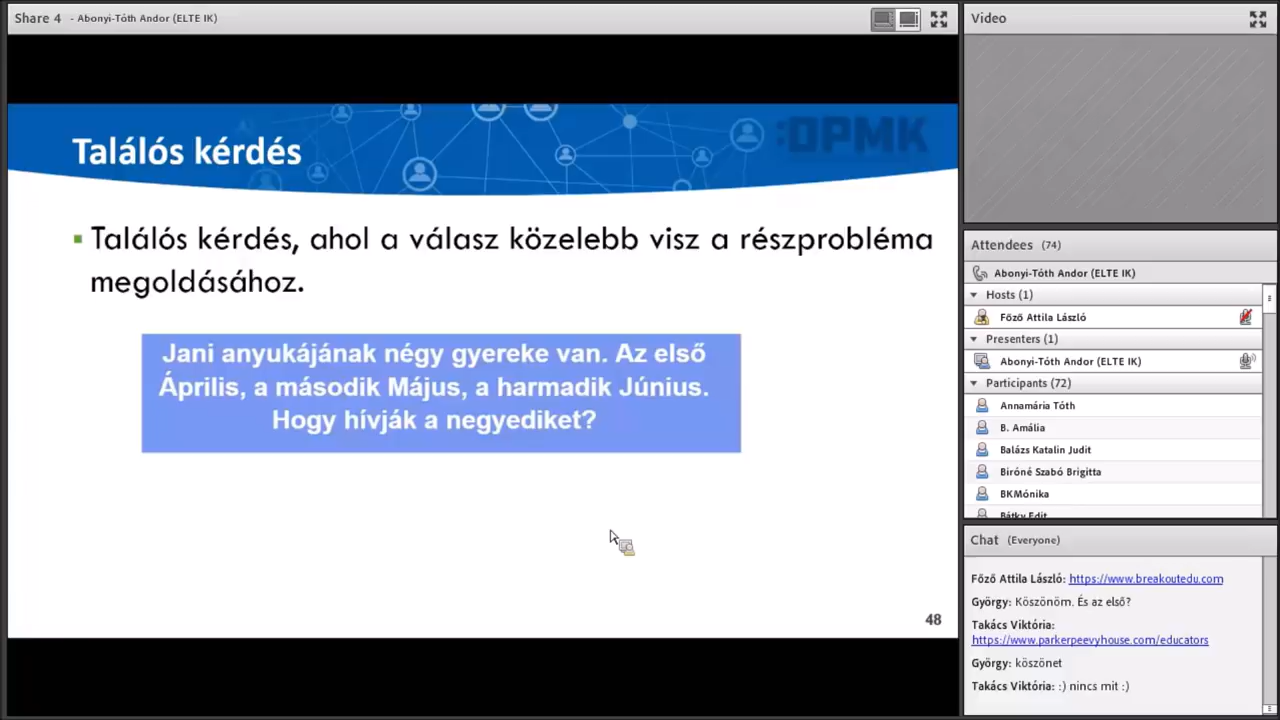 Share 4 - Abonyi-Tóth Andor (ELTE IK)
:DPMK
Találós kérdés
▪ Találós kérdés, ahol a válasz közelebb visz a részprobléma
megoldásához.
Jani anyukájának négy gyereke van. Az első
Április, a második Május, a harmadik Június.
Hogy hívják a negyediket?
48
Video
Attendees (74)
Abonyi-Tóth Andor (ELTE IK)
Hosts (1)
Főző Attila László
Presenters (1)
Abonyi-Tóth Andor (ELTE IK)
Participants (72)
Annamária Tóth
B. Amália
Balázs Katalin Judit
Biróné Szabó Brigitta
BKMónika
Bátky Edit
Chat (Everyone)
Főző Attila László: https://www.breakoutedu.com
György: Köszönöm. És az első?
Takács Viktória:
https://www.parkerpeevyhouse.com/educators
György: köszönet
Takács Viktória: :) nincs mit :)